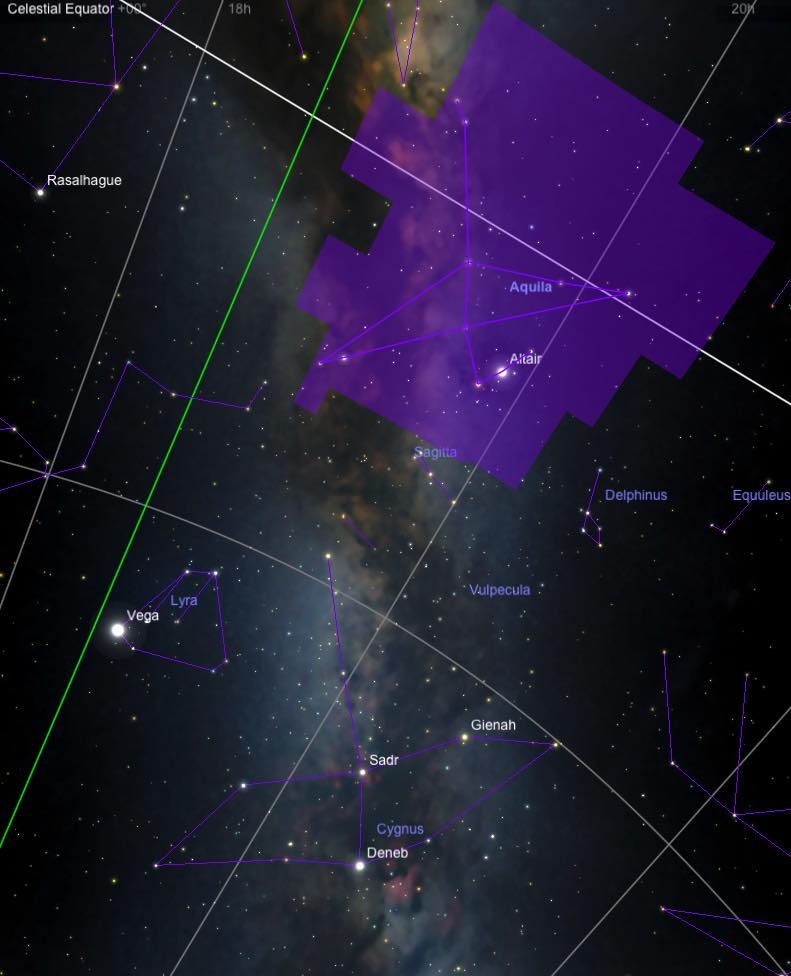 Celestial Equator +00°
18h
20h
Rasalhague
Aquila
Altair
Sagitta
Delphinus
Equuleus
Vulpecula
Lyra
Vega
Gienah
Sadr
Cygnus
Deneb